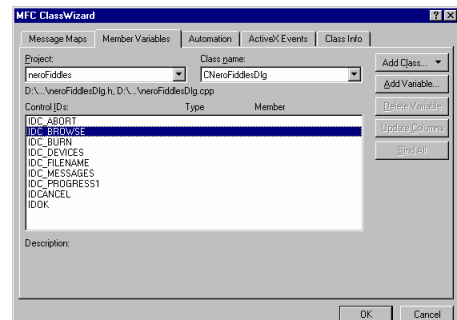 MFC ClassWizard
Message Maps Member Variables Automation ActiveX Events Class Info
Project: Class name:
neroFiddles CNeroFiddlesDlg
Add Class...
Add Variable...
Delete Variable
Update Columns
Bind All
D:\...\neroFiddlesDlg.h, D:\...\neroFiddlesDlg.cpp
Control IDs: Type Member
IDC_ABORT
IDC_BROWSE
IDC_BURN
IDC_DEVICES
IDC_FILENAME
IDC_MESSAGES
IDC_PROGRESS1
IDCANCEL
IDOK
Description:
OK Cancel